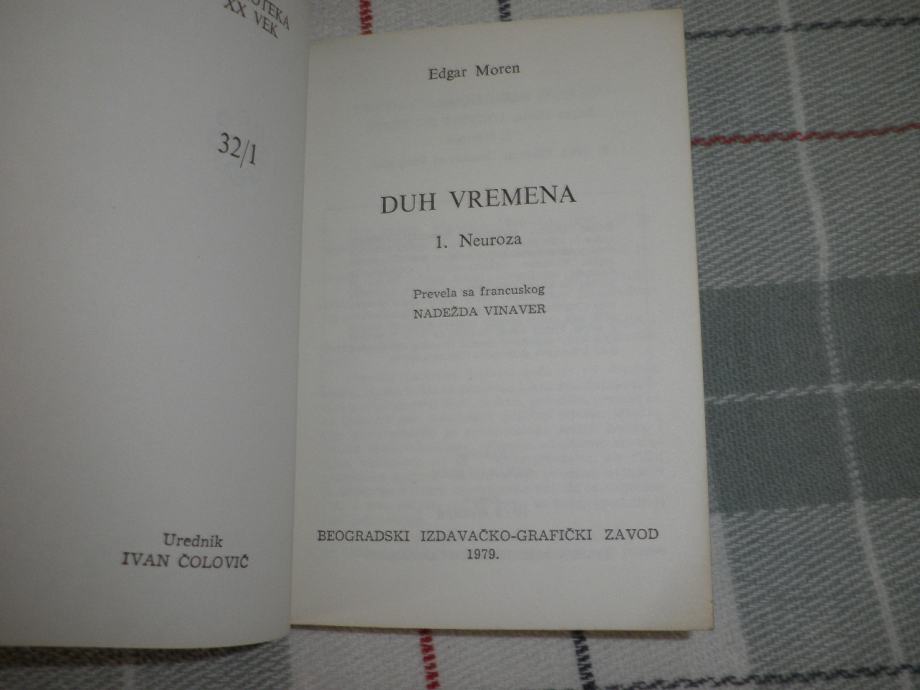 OTEKA
XX VEK
32/1
Urednik
IVAN ČOLOVIĆ
Edgar Moren
DUH VREMENA
1. Neuroza
Prevela sa francuskog
NADEŽDA VINAVER
BEOGRADSKI IZDAVAČKO-GRAFIČKI ZAVOD
1979.